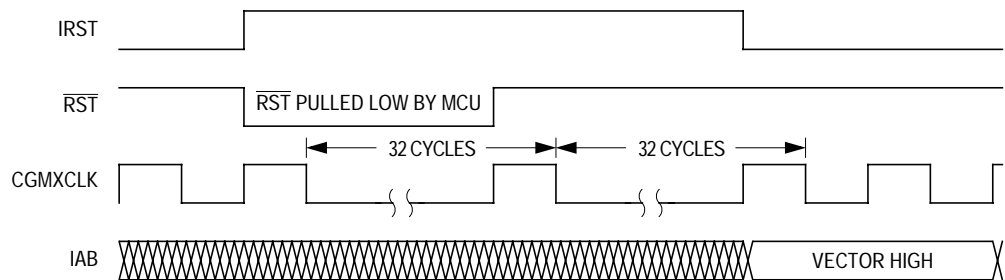 IRST
RST
RST PULLED LOW BY MCU
32 CYCLES
32 CYCLES
CGMXCLK
IAB
VECTOR HIGH